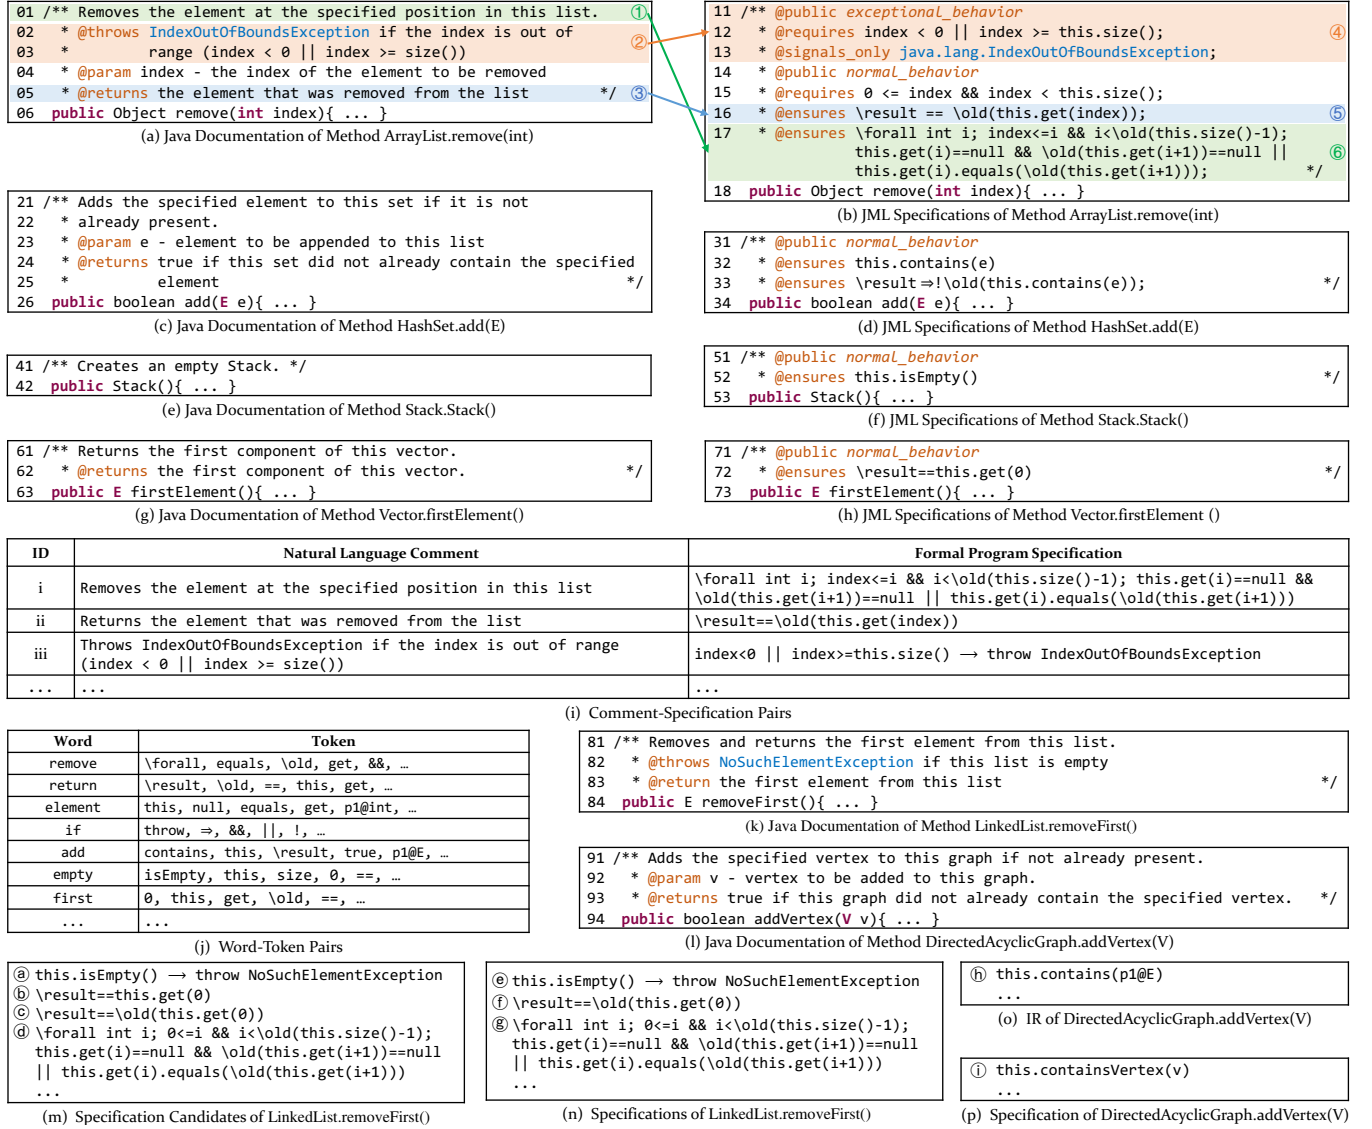 01 /** Removes the element at the specified position in this list. ①
02 * @throws IndexOutOfBoundsException if the index is out of
03 * range (index < 0 || index >= size()) ②
04 * @param index - the index of the element to be removed
05 * @returns the element that was removed from the list */ ③
06 public Object remove(int index){ ... }
(a) Java Documentation of Method ArrayList.remove(int)
11 /** @public exceptional_behavior
12 * @requires index < 0 || index >= this.size(); ④
13 * @signals_only java.lang.IndexOutOfBoundsException;
14 * @public normal_behavior
15 * @requires 0 <= index && index < this.size();
16 * @ensures \result == \old(this.get(index)); ⑤
17 * @ensures \forall int i; index<=i && i<\old(this.size()-1);
this.get(i)==null && \old(this.get(i+1))==null || ⑥
this.get(i).equals(\old(this.get(i+1))); */
18 public Object remove(int index){ ... }
(b) JML Specifications of Method ArrayList.remove(int)
21 /** Adds the specified element to this set if it is not
22 * already present.
23 * @param e - element to be appended to this list
24 * @returns true if this set did not already contain the specified
25 * element */
26 public boolean add(E e){ ... }
(c) Java Documentation of Method HashSet.add(E)
31 /** @public normal_behavior
32 * @ensures this.contains(e)
33 * @ensures \result⇒!\old(this.contains(e)); */
34 public boolean add(E e){ ... }
(d) JML Specifications of Method HashSet.add(E)
41 /** Creates an empty Stack. */
42 public Stack(){ ... }
(e) Java Documentation of Method Stack.Stack()
51 /** @public normal_behavior
52 * @ensures this.isEmpty() */
53 public Stack(){ ... }
(f) JML Specifications of Method Stack.Stack()
61 /** Returns the first component of this vector.
62 * @returns the first component of this vector. */
63 public E firstElement(){ ... }
(g) Java Documentation of Method Vector.firstElement()
71 /** @public normal_behavior
72 * @ensures \result==this.get(0) */
73 public E firstElement(){ ... }
(h) JML Specifications of Method Vector.firstElement ()
ID Natural Language Comment Formal Program Specification
i Removes the element at the specified position in this list \forall int i; index<=i && i<\old(this.size()-1); this.get(i)==null &&
\old(this.get(i+1))==null || this.get(i).equals(\old(this.get(i+1)))
ii Returns the element that was removed from the list \result==\old(this.get(index))
iii Throws IndexOutOfBoundsException if the index is out of range
(index < 0 || index >= size()) index<0 || index>=this.size() → throw IndexOutOfBoundsException
... ... ...
(i) Comment-Specification Pairs
Word Token
remove \forall, equals, \old, get, &&, …
return \result, \old, ==, this, get, …
element this, null, equals, get, p1@int, …
if throw, ⇒, &&, ||, !, …
add contains, this, \result, true, p1@E, …
empty isEmpty, this, size, 0, ==, …
first 0, this, get, \old, ==, …
... ...
(j) Word-Token Pairs
81 /** Removes and returns the first element from this list.
82 * @throws NoSuchElementException if this list is empty
83 * @return the first element from this list */
84 public E removeFirst(){ ... }
(k) Java Documentation of Method LinkedList.removeFirst()
91 /** Adds the specified vertex to this graph if not already present.
92 * @param v - vertex to be added to this graph.
93 * @returns true if this graph did not already contain the specified vertex. */
94 public boolean addVertex(V v){ ... }
(l) Java Documentation of Method DirectedAcyclicGraph.addVertex(V)
ⓐ this.isEmpty() → throw NoSuchElementException
ⓑ \result==this.get(0)
ⓒ \result==\old(this.get(0))
ⓓ \forall int i; 0<=i && i<\old(this.size()-1);
this.get(i)==null && \old(this.get(i+1))==null
|| this.get(i).equals(\old(this.get(i+1)))
...
(m) Specification Candidates of LinkedList.removeFirst()
ⓔ this.isEmpty() → throw NoSuchElementException
ⓕ \result==\old(this.get(0))
ⓖ \forall int i; 0<=i && i<\old(this.size()-1);
this.get(i)==null && \old(this.get(i+1))==null
|| this.get(i).equals(\old(this.get(i+1)))
...
(n) Specifications of LinkedList.removeFirst()
ⓗ this.contains(p1@E)
...
(o) IR of DirectedAcyclicGraph.addVertex(V)
ⓘ this.containsVertex(v)
...
(p) Specification of DirectedAcyclicGraph.addVertex(V)